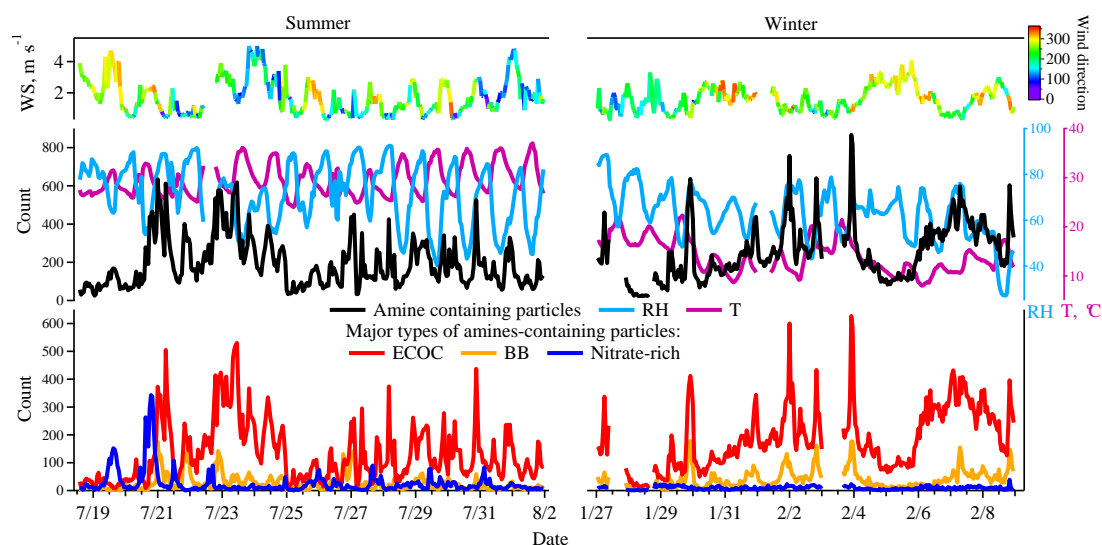 Summer Winter
WS, m s-1
4
2
Wind direction
300
200
100
0
Count
800
600
400
200
0
100
80
60
40
40
30
20
10
Amine containing particles RH T
RH T, °C
Major types of amines-containing particles:
ECOC BB Nitrate-rich
Count
600
500
400
300
200
100
0
7/19 7/21 7/23 7/25 7/27 7/29 7/31 8/2 1/27 1/29 1/31 2/2 2/4 2/6 2/8
Date